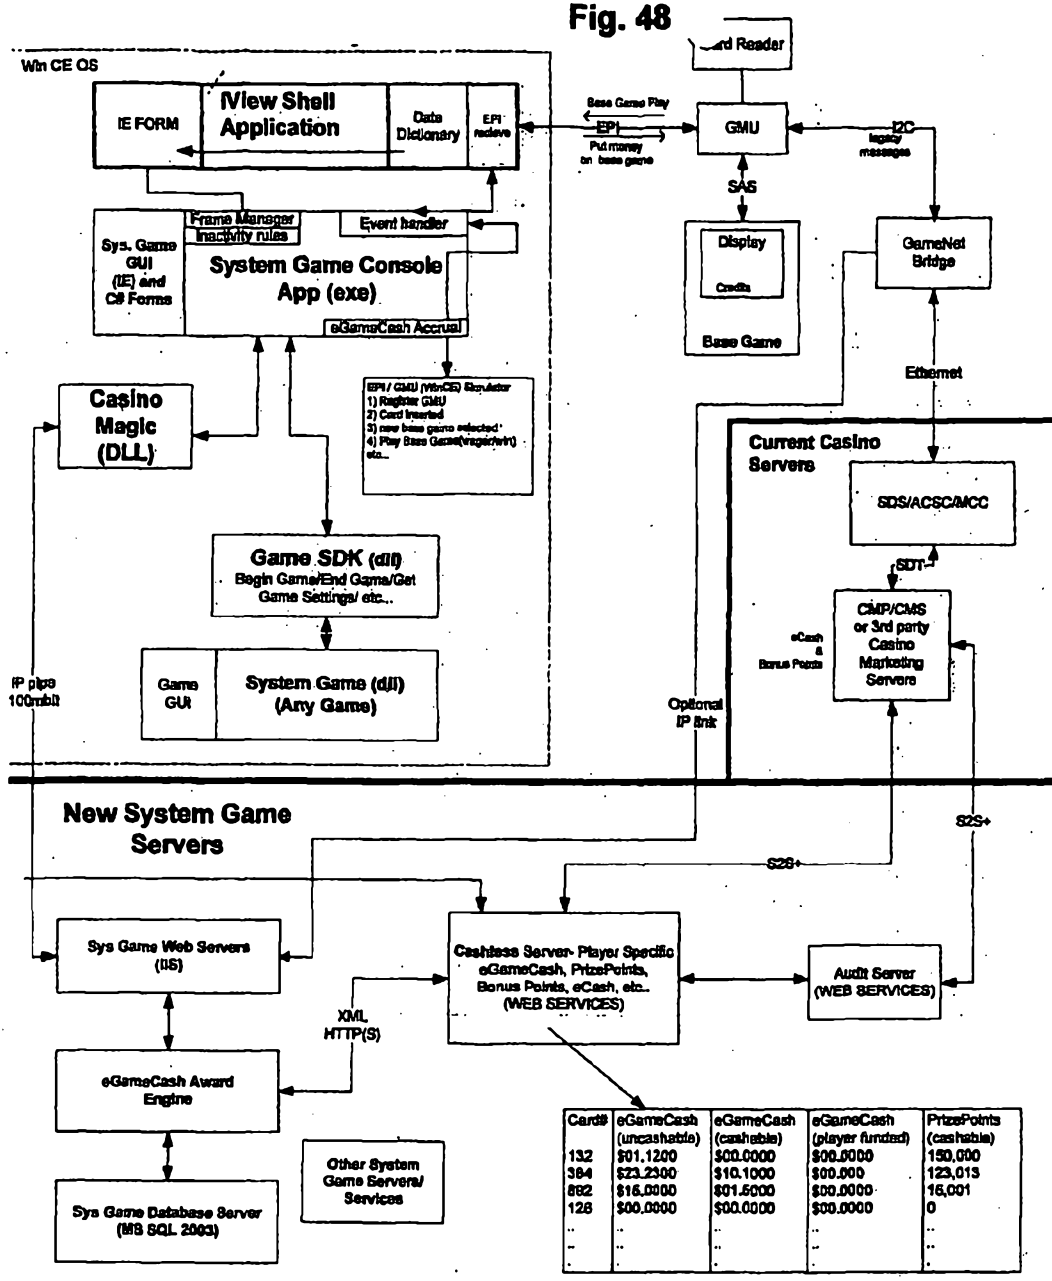 Fig. 48
Win CE OS
Reader
IE FORM
iView Shell
Application
Data
Dictionary
EPI
recieve
Base Game Play
EPI
Put money
on base game
GMU
I2C
legacy
messages
SAS
Display
Credits
Base Game
GameNet
Bridge
Ethernet
Frame Manager
Inactivity rules
Event handler
Sys. Game
GUI
(IE) and
C# Forms
System Game Console
App (exe)
eGameCash Accrual
EPI / GMU (WinCE) Simulator
1) Register GMU
2) Card Inserted
3) new base game selected
4) Play Base Game(wager/win)
etc...
Casino
Magic
(DLL)
Current Casino
Servers
SDS/ACSC/MCC
SDT
CMP/CMS
or 3rd party
Casino
Marketing
Servers
eCash
&
Bonus Points
Game SDK (dll)
Begin Game/End Game/Get
Game Settings/ etc...
Game
GUI
System Game (dll)
(Any Game)
IP pipe
100mbit
Optional
IP link
New System Game
Servers
S2S+
S2S+
Sys Game Web Servers
(IIS)
Cashless Server- Player Specific
eGameCash, PrizePoints,
Bonus Points, eCash, etc..
(WEB SERVICES)
Audit Server
(WEB SERVICES)
XML
HTTP(S)
eGameCash Award
Engine
Other System
Game Servers/
Services
Sys Game Database Server
(MS SQL 2003)
Card# eGameCash eGameCash eGameCash PrizePoints
(uncashable) (cashable) (player funded) (cashable)
132 $01.1200 $00.0000 $00.0000 150,000
384 $23.2300 $10.1000 $00.000 123,013
882 $15.0000 $01.5000 $00.0000 16,001
126 $00.0000 $00.0000 $00.0000 0
.. .. .. .. ..
.. .. .. .. ..
. . . . .